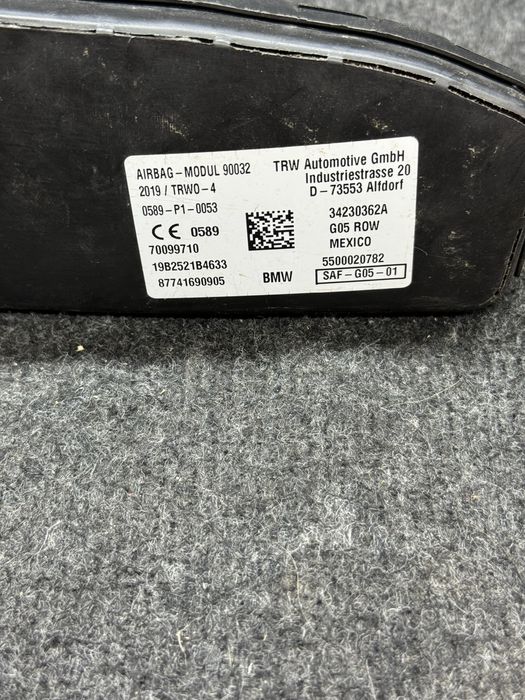 AIRBAG-MODUL 90032
2019 / TRWO-4
0589-P1-0053
CE 0589
70099710
19B2521B4633
87741690905
TRW Automotive GmbH
Industriestrasse 20
D-73553 Alfdorf
34230362A
G05 ROW
MEXICO
5500020782
BMW SAF-G05-01